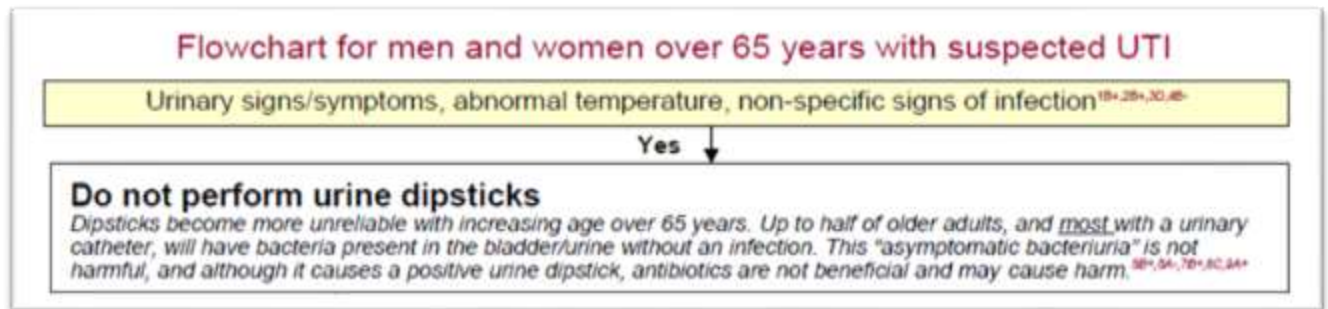 Flowchart for men and women over 65 years with suspected UTI
Urinary signs/symptoms, abnormal temperature, non-specific signs of infection
Yes
Do not perform urine dipsticks
Dipsticks become more unreliable with increasing age over 65 years. Up to half of older adults, and most with a urinary
catheter, will have bacteria present in the bladder/urine without an infection. This "asymptomatic bacteriuria" is not
harmful, and although it causes a positive urine dipstick, antibiotics are not beneficial and may cause harm.